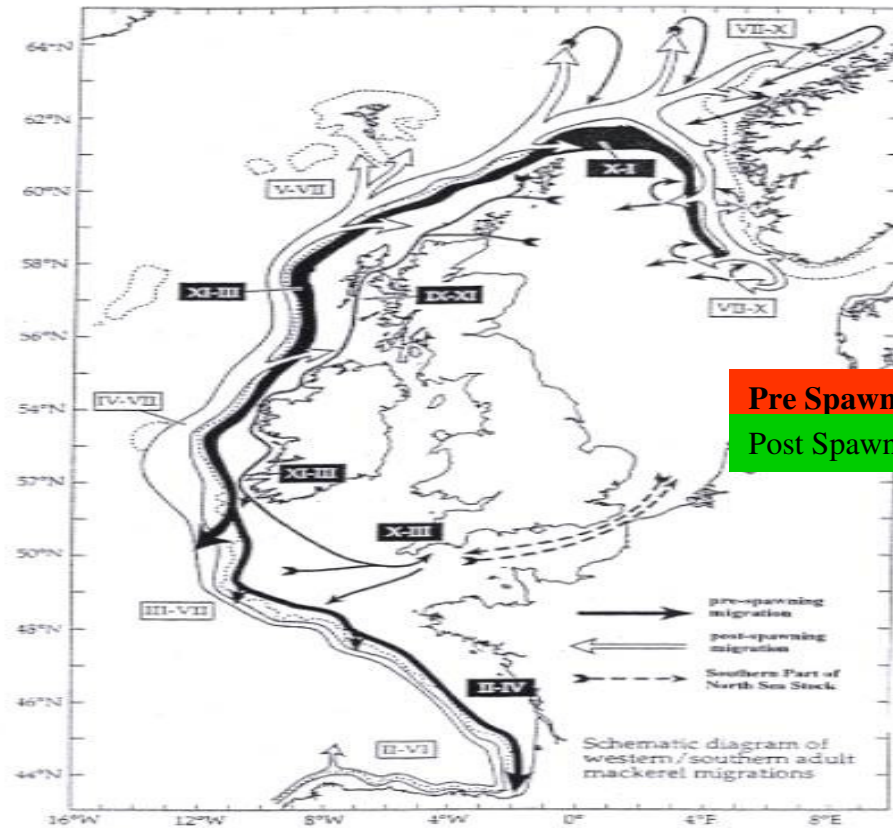 64°N
VII-X
62°N
X-I
60°N
V-VII
58°N
XI-III
IX-XI
VII-X
56°N
IV-VII
54°N
Pre Spawn
Post Spawn
52°N
XI-III
X-III
50°N
III-VII
pre-spawning
migration
48°N
post-spawning
migration
Southern Part of
North Sea Stock
46°N
II-IV
II-VI
Schematic diagram of
western/southern adult
mackerel migrations
44°N
16°W 12°W 8°W 4°W 0° 4°E 8°E